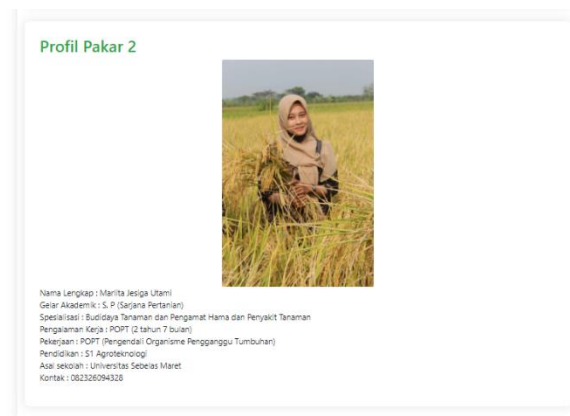 Profil Pakar 2
Nama Lengkap : Marlita Jesiga Utami
Gelar Akademik : S. P (Sarjana Pertanian)
Spesialisasi : Budidaya Tanaman dan Pengamat Hama dan Penyakit Tanaman
Pengalaman Kerja : POPT (2 tahun 7 bulan)
Pekerjaan : POPT (Pengendali Organisme Pengganggu Tumbuhan)
Pendidikan : S1 Agroteknologi
Asal sekolah : Universitas Sebelas Maret
Kontak : 082326094328